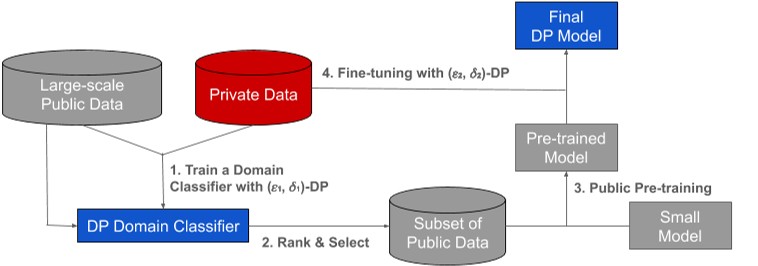 Final
DP Model
Large-scale
Public Data
Private Data
4. Fine-tuning with (ε₂, δ₂)-DP
Pre-trained
Model
1. Train a Domain
Classifier with (ε₁, δ₁)-DP
3. Public Pre-training
DP Domain Classifier
2. Rank & Select
Subset of
Public Data
Small
Model